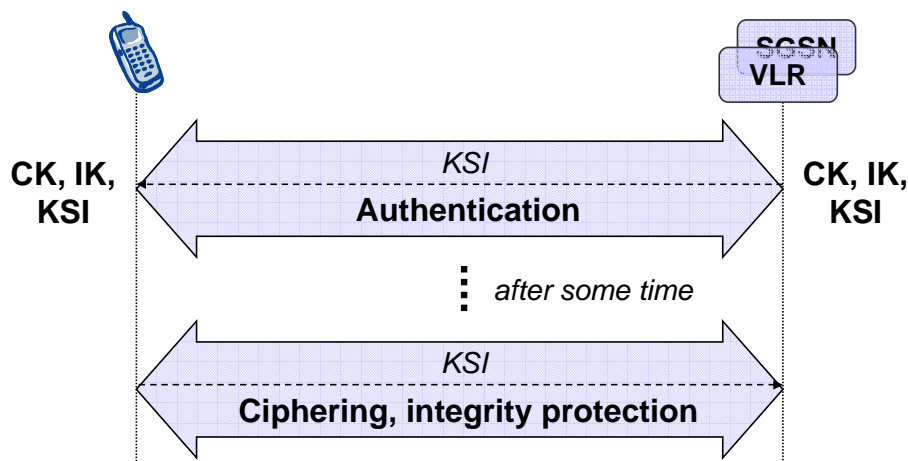 SGSN
VLR
CK, IK,
KSI
KSI
Authentication
CK, IK,
KSI
after some time
KSI
Ciphering, integrity protection